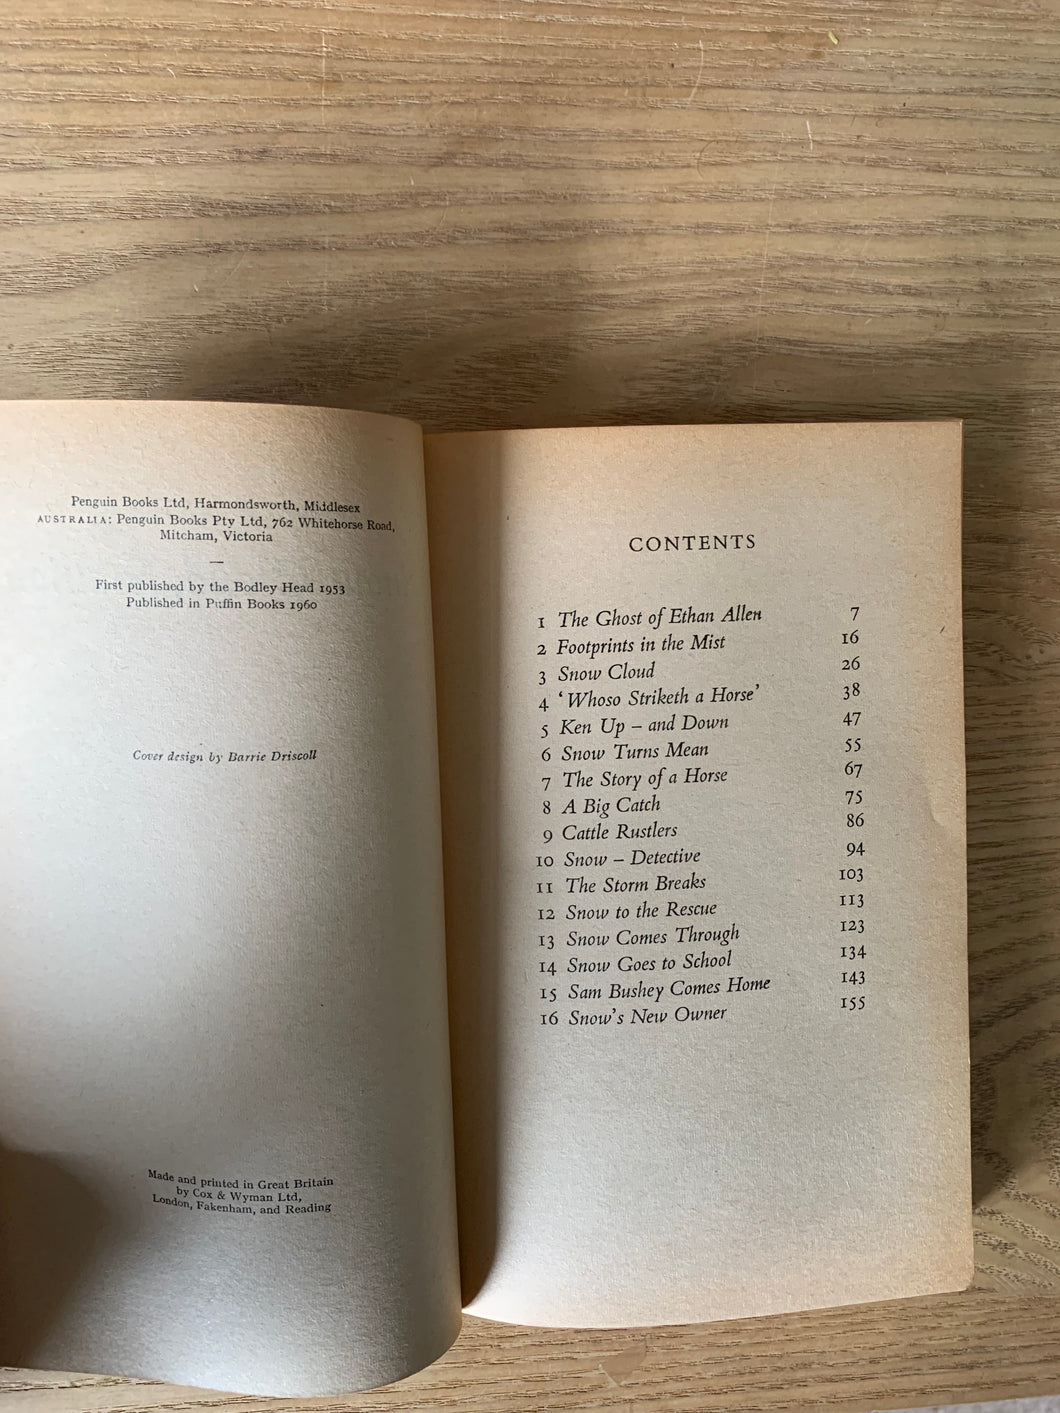 Penguin Books Ltd, Harmondsworth, Middlesex
AUSTRALIA: Penguin Books Pty Ltd, 762 Whitehorse Road,
Mitcham, Victoria
—
First published by the Bodley Head 1953
Published in Puffin Books 1960
Cover design by Barrie Driscoll
Made and printed in Great Britain
by Cox & Wyman Ltd,
London, Fakenham, and Reading
CONTENTS
1 The Ghost of Ethan Allen 7
2 Footprints in the Mist 16
3 Snow Cloud 26
4 ‘Whoso Striketh a Horse’ 38
5 Ken Up – and Down 47
6 Snow Turns Mean 55
7 The Story of a Horse 67
8 A Big Catch 75
9 Cattle Rustlers 86
10 Snow – Detective 94
11 The Storm Breaks 103
12 Snow to the Rescue 113
13 Snow Comes Through 123
14 Snow Goes to School 134
15 Sam Bushey Comes Home 143
16 Snow’s New Owner 155